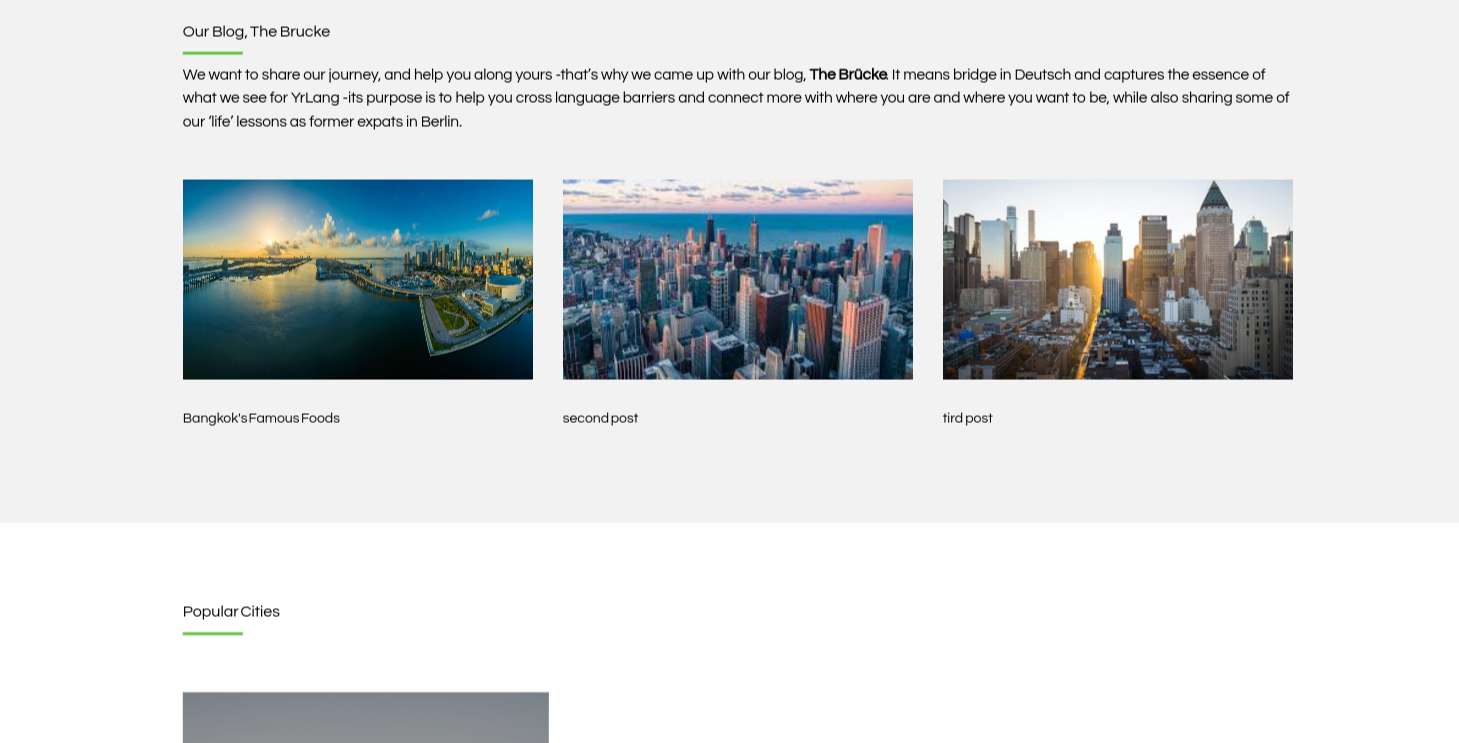 Our Blog, The Brucke
We want to share our journey, and help you along yours -that's why we came up with our blog, The Brücke. It means bridge in Deutsch and captures the essence of
what we see for YrLang -its purpose is to help you cross language barriers and connect more with where you are and where you want to be, while also sharing some of
our ‘life’ lessons as former expats in Berlin.
Bangkok's Famous Foods
second post
tird post
Popular Cities